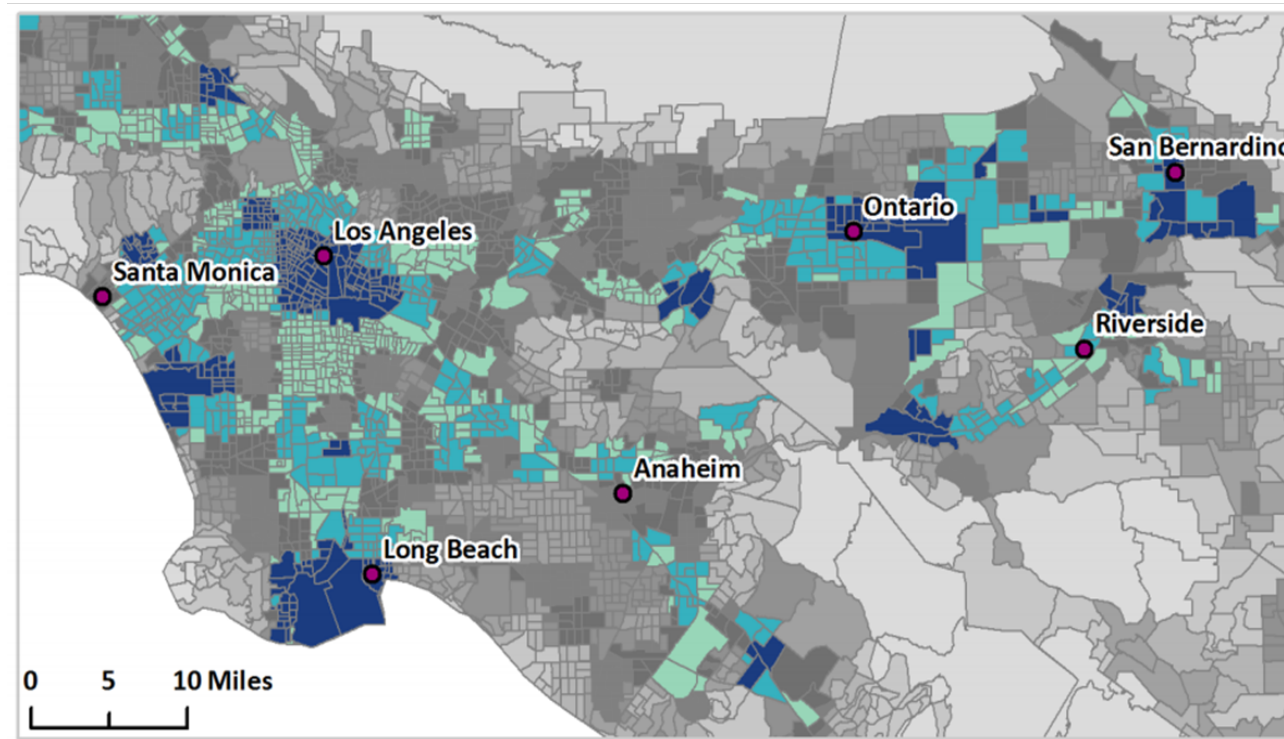 San Bernardino
Ontario
Los Angeles
Santa Monica
Riverside
Anaheim
Long Beach
0 5 10 Miles